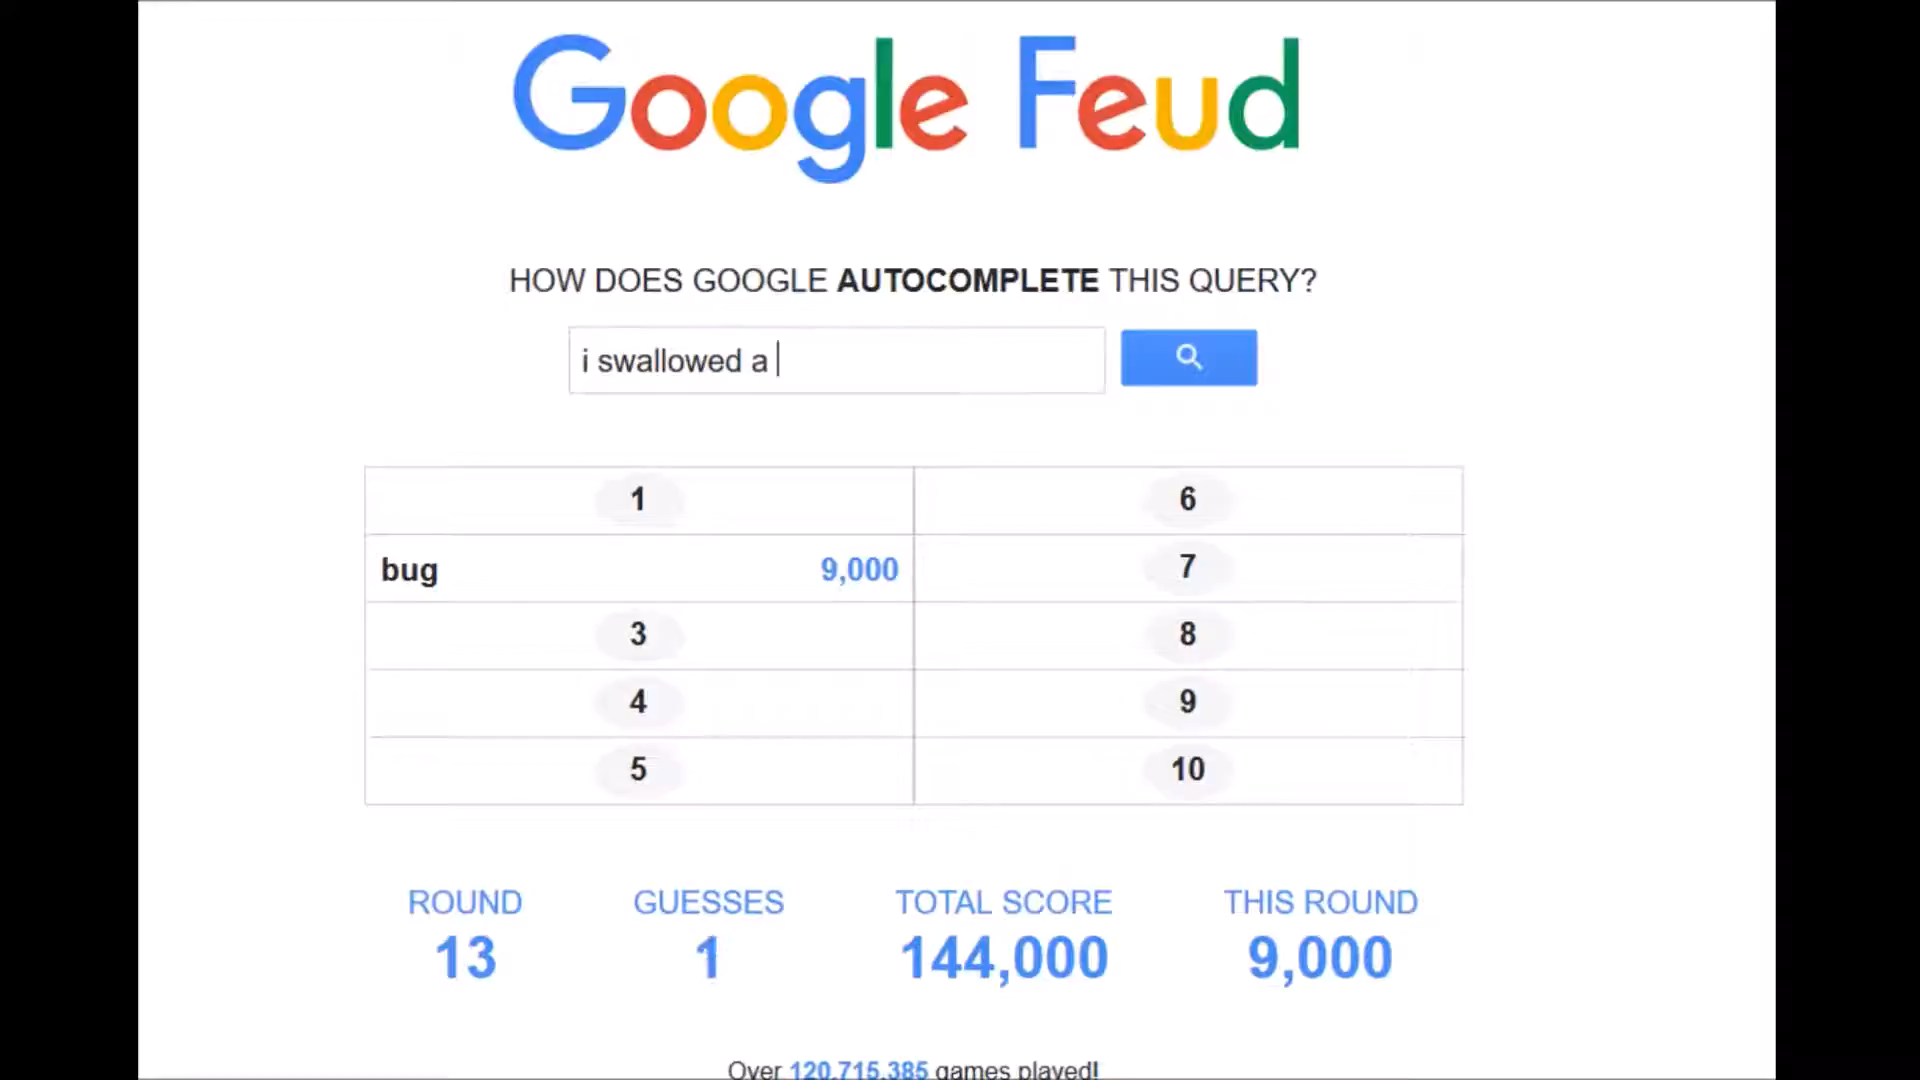 Google Feud
HOW DOES GOOGLE AUTOCOMPLETE THIS QUERY?
i swallowed a
1
6
bug 9,000
7
3
8
4
9
5
10
ROUND GUESSES TOTAL SCORE THIS ROUND
13 1 144,000 9,000
Over 120,715,385 games played!